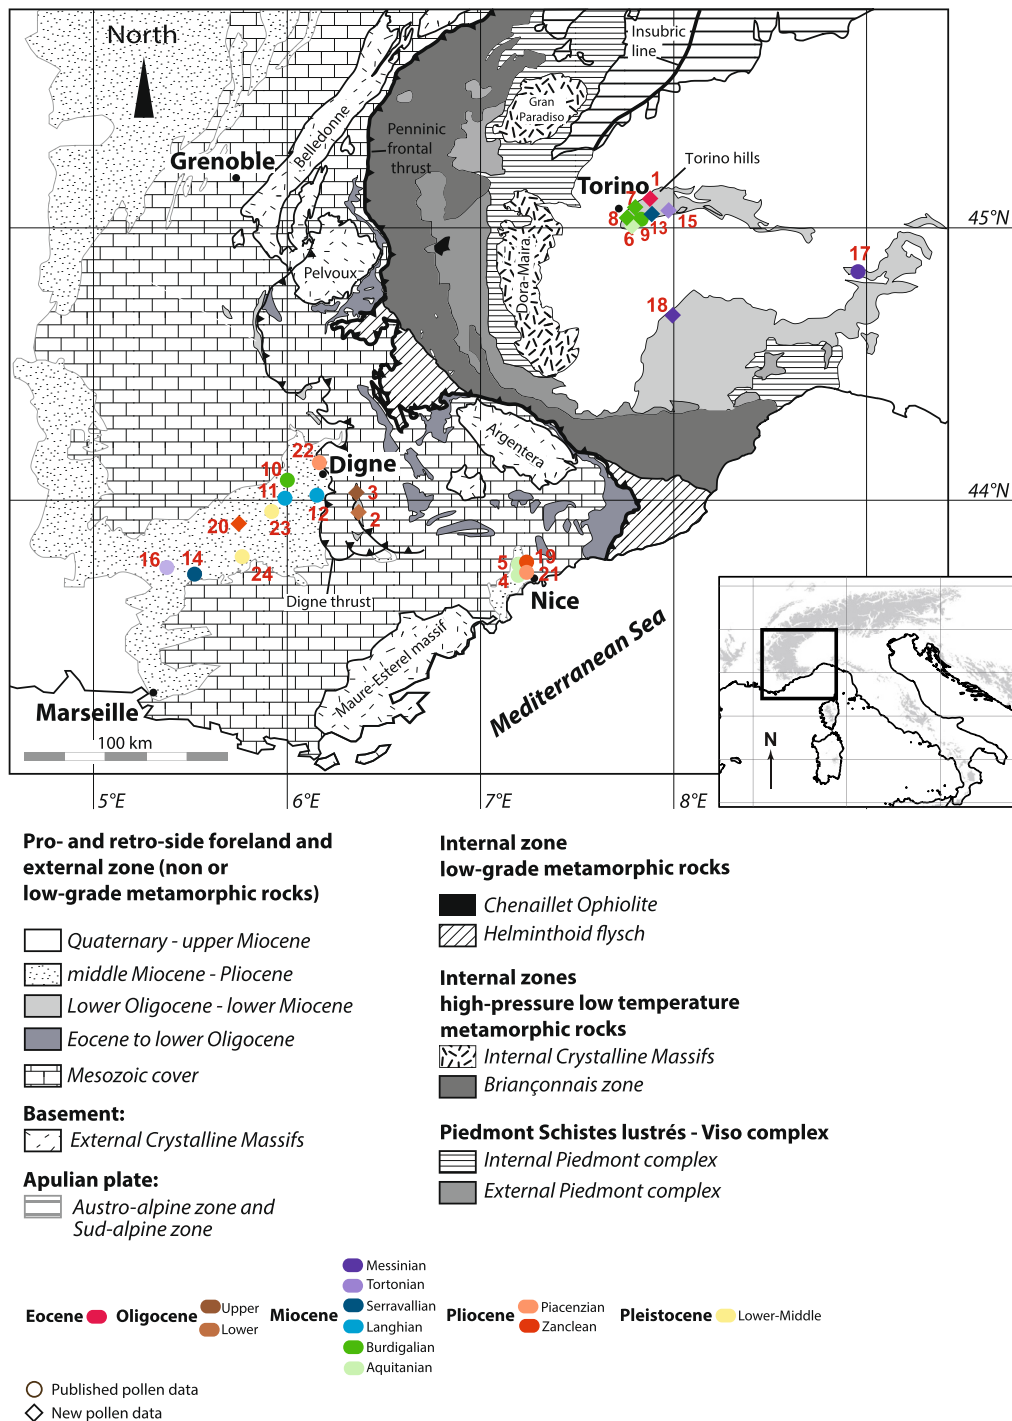 North
Insubric
line
Gran
Paradiso
Belledonne
Penninic
frontal
thrust
Grenoble
Torino hills
Torino
1
7
8
6
9
13
15
45°N
17
Pelvoux
Dora-Maira
18
Argentera
22
Digne
10
11
3
44°N
12
2
20
23
16
14
24
5
19
4
21
Digne thrust
Nice
Maure-Esterel massif
Mediterranean Sea
Marseille
100 km
N
5°E
6°E
7°E
8°E
Pro- and retro-side foreland and
external zone (non or
low-grade metamorphic rocks)
Quaternary - upper Miocene
middle Miocene - Pliocene
Lower Oligocene - lower Miocene
Eocene to lower Oligocene
Mesozoic cover
Basement:
External Crystalline Massifs
Apulian plate:
Austro-alpine zone and
Sud-alpine zone
Internal zone
low-grade metamorphic rocks
Chenaillet Ophiolite
Helminthoid flysch
Internal zones
high-pressure low temperature
metamorphic rocks
Internal Crystalline Massifs
Briançonnais zone
Piedmont Schistes lustrés - Viso complex
Internal Piedmont complex
External Piedmont complex
Eocene
Oligocene
Upper
Lower
Miocene
Messinian
Tortonian
Serravallian
Langhian
Burdigalian
Aquitanian
Pliocene
Piacenzian
Zanclean
Pleistocene
Lower-Middle
Published pollen data
New pollen data